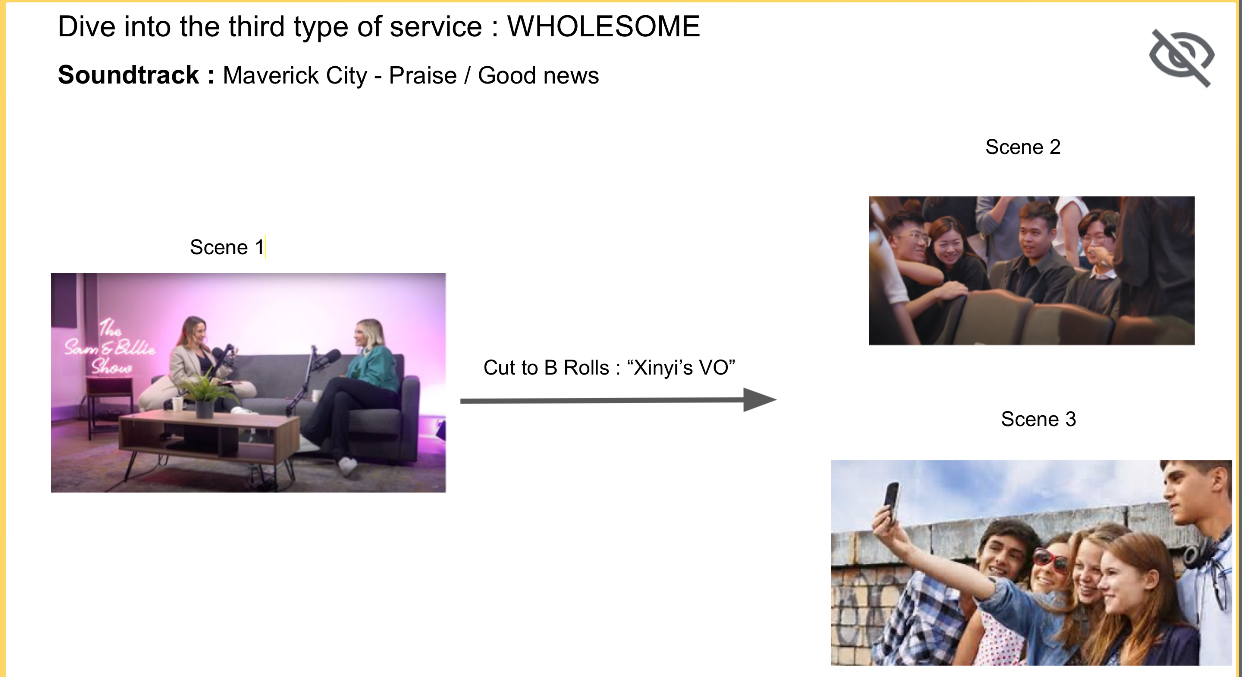 Dive into the third type of service : WHOLESOME
Soundtrack : Maverick City - Praise / Good news
Scene 2
Scene 1
The
Sam & Billie
Show
Cut to B Rolls : “Xinyi’s VO”
Scene 3